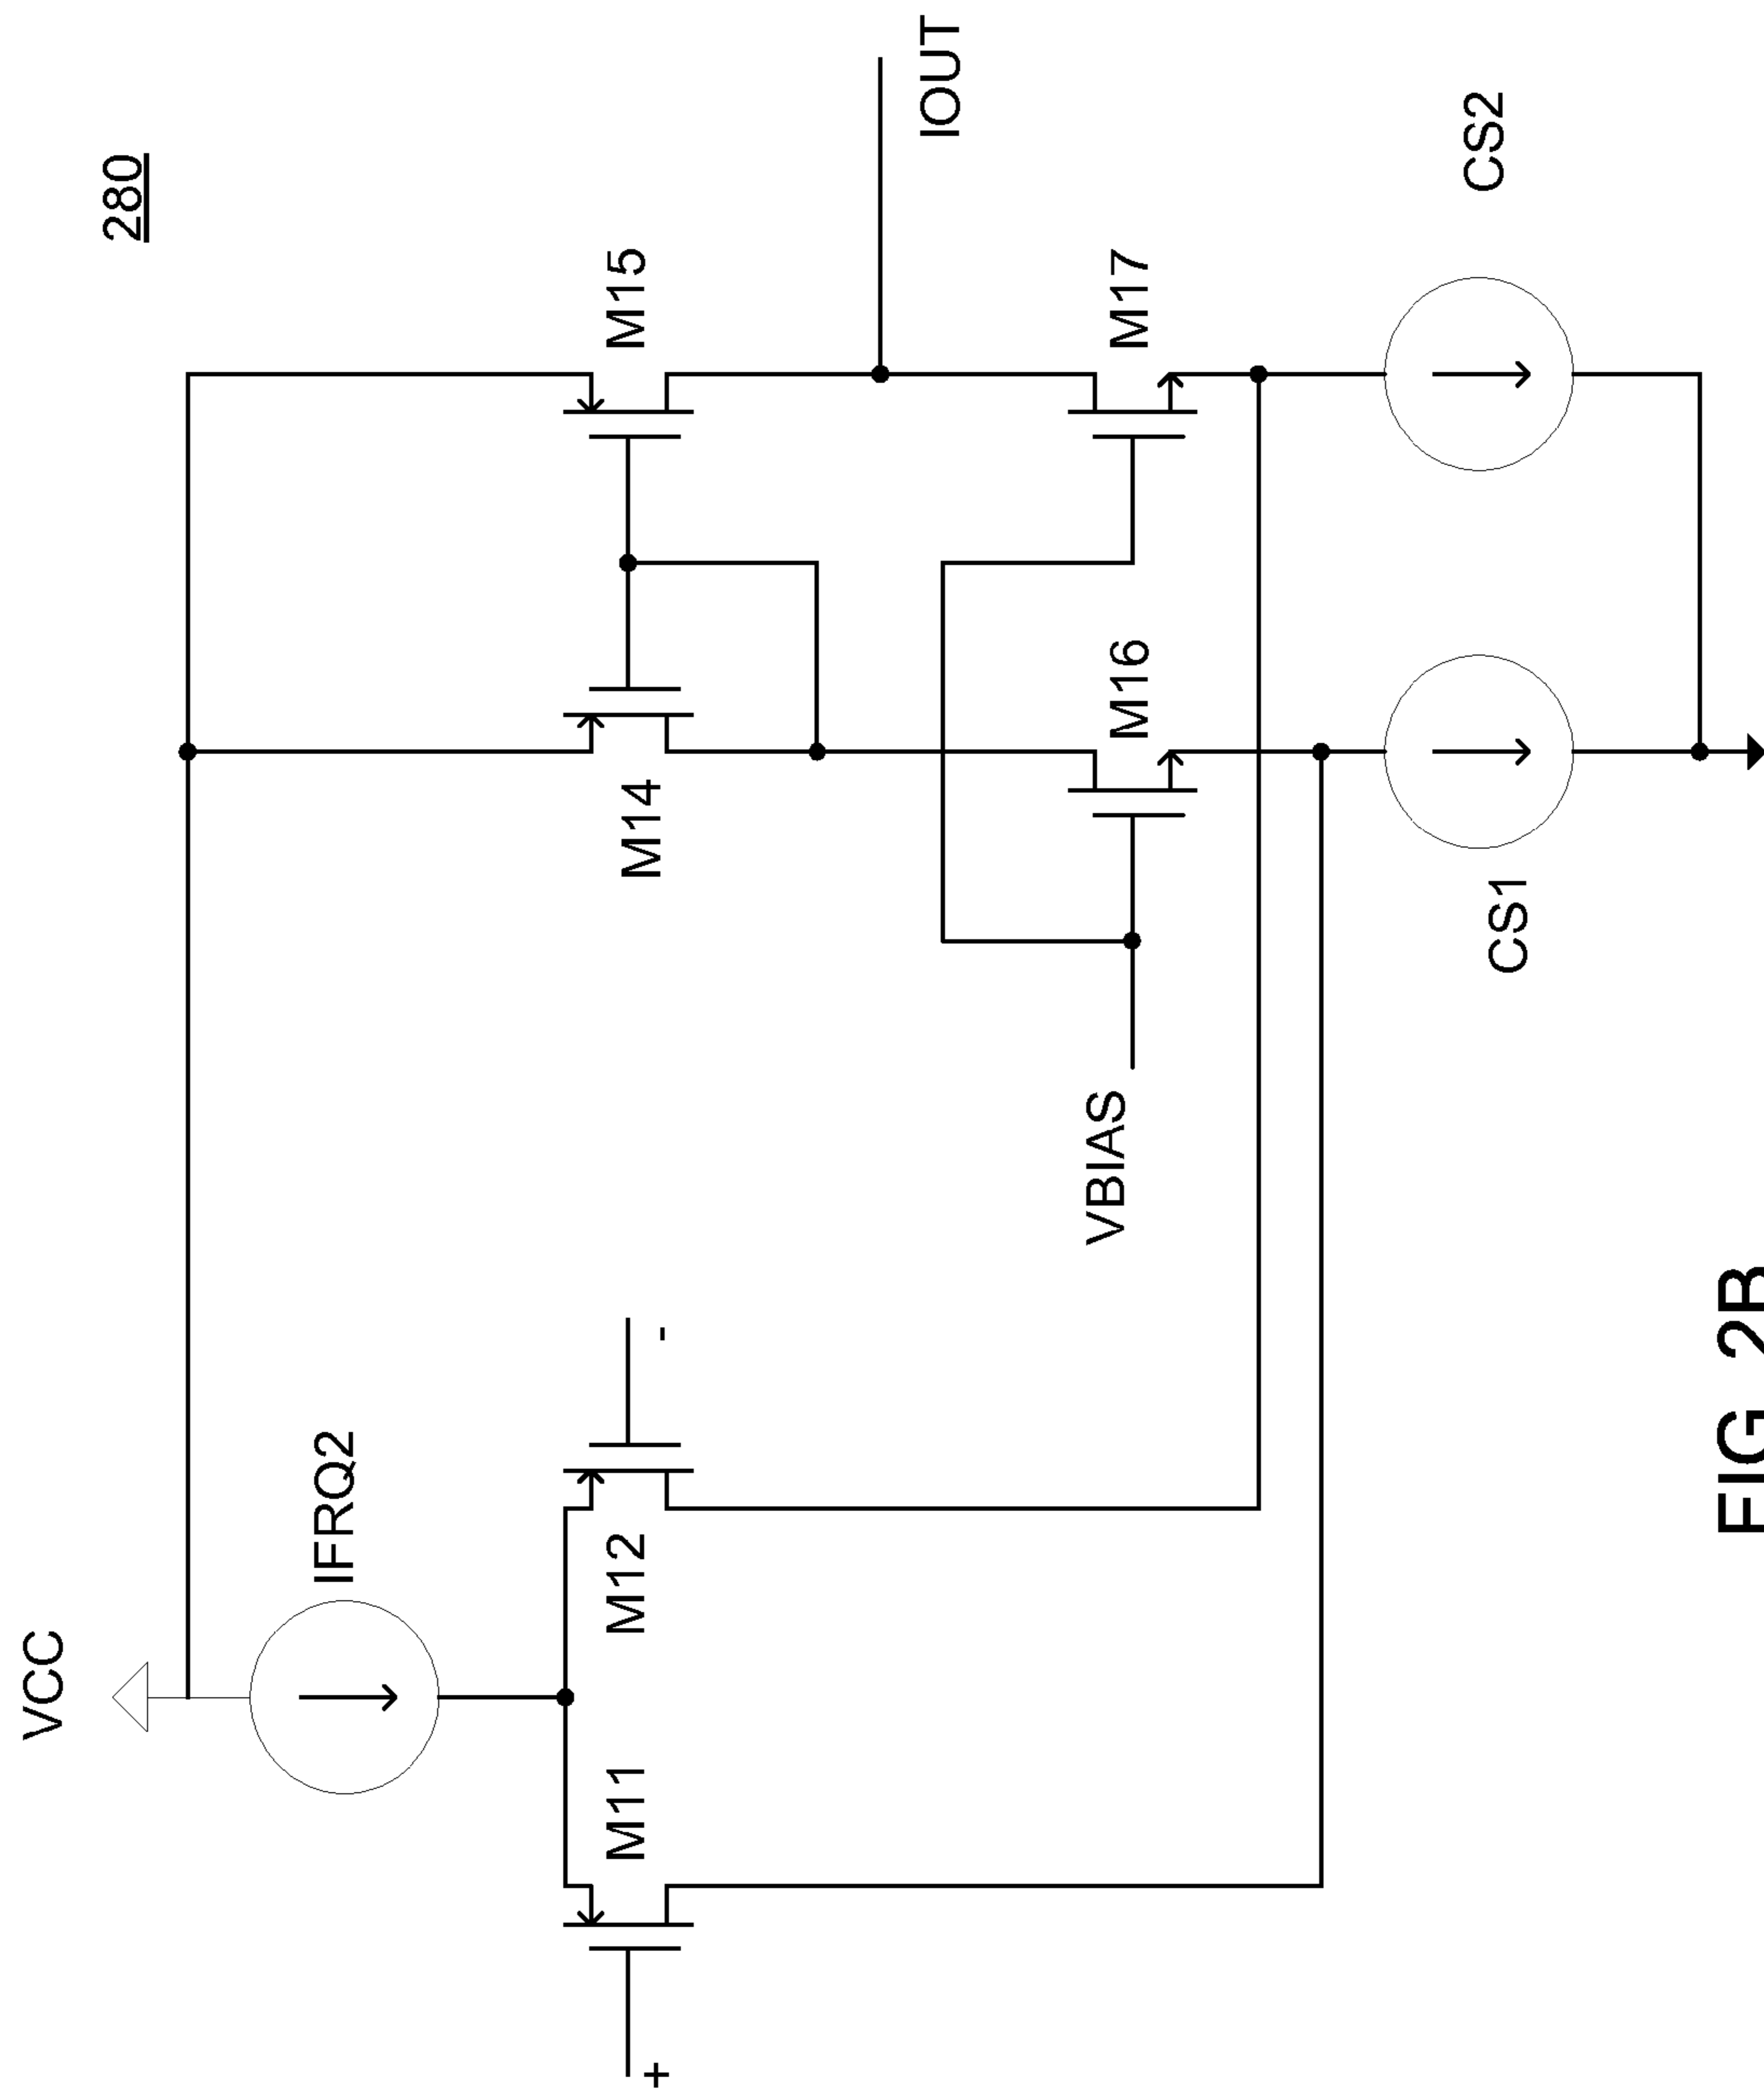 280
VCC
IFRQ2
M11
M12
+
-
M14
M15
IOUT
VBIAS
M16
M17
CS1
CS2
FIG. 2B